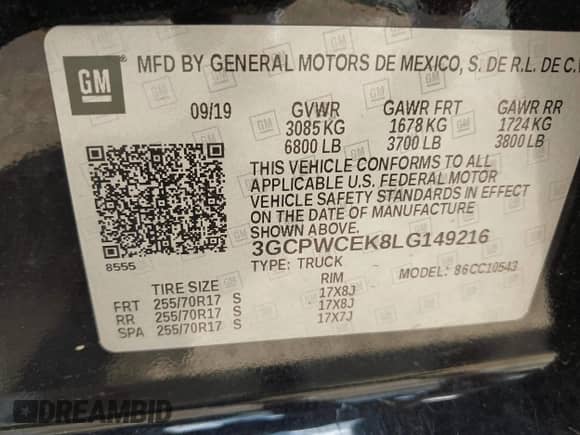 GM
MFD BY GENERAL MOTORS DE MEXICO, S. DE R.L. DE C.V
09/19 GVWR GAWR FRT GAWR RR
3085 KG 1678 KG 1724 KG
6800 LB 3700 LB 3800 LB
THIS VEHICLE CONFORMS TO ALL
APPLICABLE U.S. FEDERAL MOTOR
VEHICLE SAFETY STANDARDS IN EFFECT
ON THE DATE OF MANUFACTURE SHOWN ABOVE.
3GCPWCEK8LG149216
8555
TYPE: TRUCK MODEL: 86CC10543
TIRE SIZE RIM
FRT 255/70R17 S 17X8J
RR 255/70R17 S 17X8J
SPA 255/70R17 S 17X7J
DREAMBID